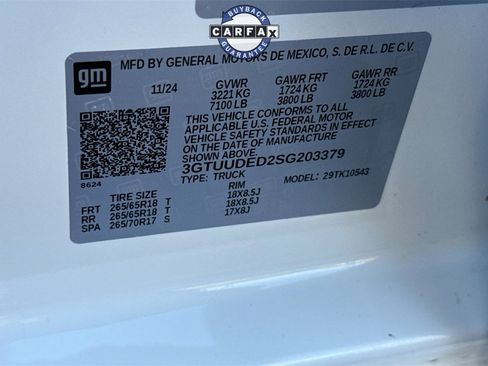 BUYBACK
CARFAX
QUALIFIED
gm
MFD BY GENERAL MOTORS DE MEXICO, S. DE R.L. DE C.V.
11/24 GVWR GAWR FRT GAWR RR
3221 KG 1724 KG 1724 KG
7100 LB 3800 LB 3800 LB
THIS VEHICLE CONFORMS TO ALL
APPLICABLE U.S. FEDERAL MOTOR
VEHICLE SAFETY STANDARDS IN
EFFECT ON THE DATE OF
MANUFACTURE SHOWN ABOVE.
3GTUUDED2SG203379
8624
TYPE: TRUCK MODEL: 29TK10543
TIRE SIZE RIM
FRT 265/65R18 T 18X8.5J
RR 265/65R18 T 18X8.5J
SPA 265/70R17 S 17X8J